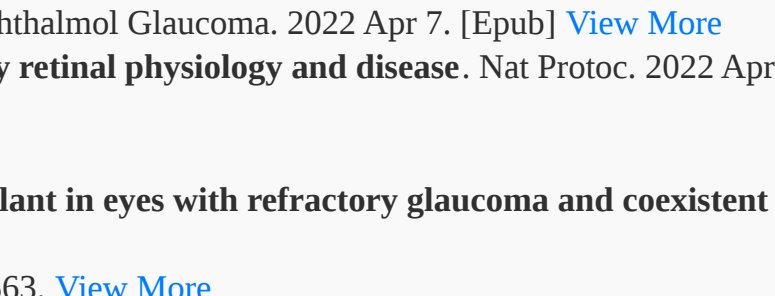 hthalmol Glaucoma. 2022 Apr 7. [Epub] View More
y retinal physiology and disease. Nat Protoc. 2022 Apr
lant in eyes with refractory glaucoma and coexistent
63. View More